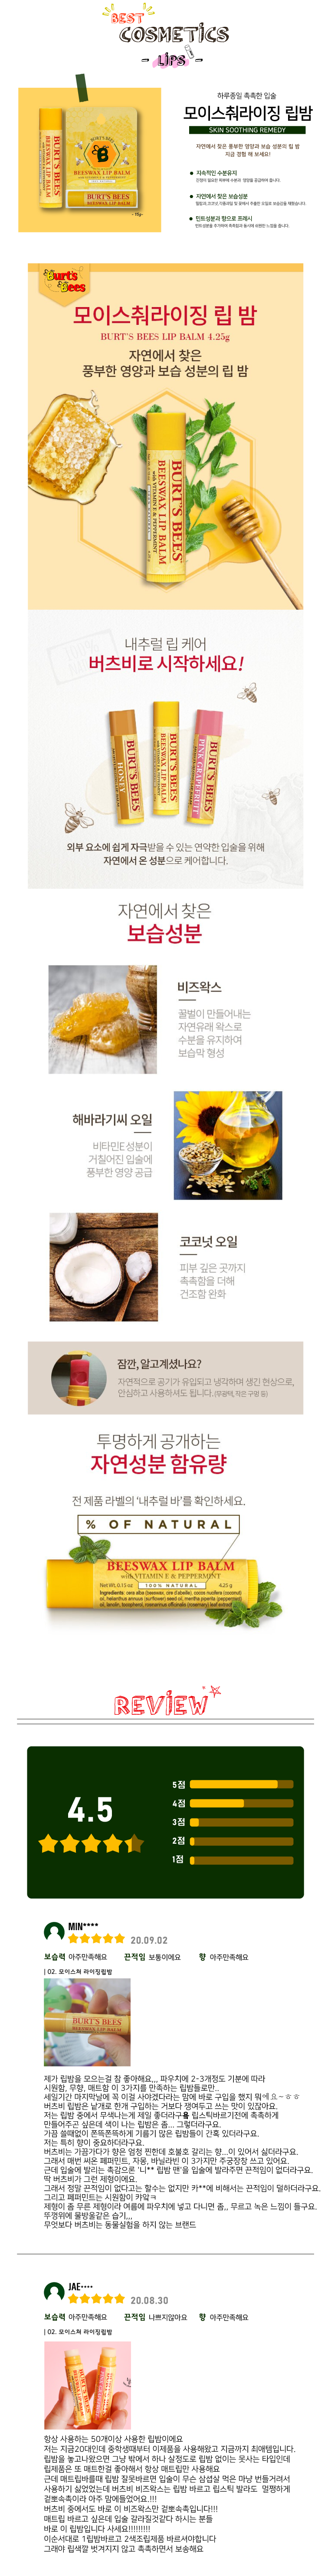 BEST
COSMETICS
LIPS
하루종일 촉촉한 입술
모이스춰라이징 립밤
SKIN SOOTHING REMEDY
자연에서 찾은 풍부한 영양과 보습 성분의 립 밤
지금 경험 해 보세요!
지속적인 수분유지
자연에서 찾은 보습성분
민트성분과 향으로 프레시
BURT'S BEES
BEESWAX LIP BALM
Burt's Bees
모이스춰라이징 립 밤
BURT'S BEES LIP BALM 4.25g
자연에서 찾은
풍부한 영양과 보습 성분의 립 밤
BURT'S BEES
BEESWAX LIP BALM
with VITAMIN E & PEPPERMINT
내추럴 립 케어
버츠비로 시작하세요!
BURT'S BEES
HONEY
BURT'S BEES
BEESWAX LIP BALM
BURT'S BEES
PINK GRAPEFRUIT
외부 요소에 쉽게 자극받을 수 있는 연약한 입술을 위해
자연에서 온 성분으로 케어합니다.
자연에서 찾은
보습성분
비즈왁스
꿀벌이 만들어내는
자연유래 왁스로
수분을 유지하여
보습막 형성
해바라기씨 오일
비타민E성분이
거칠어진 입술에
풍부한 영양 공급
코코넛 오일
피부 깊은 곳까지
촉촉함을 더해
건조함 완화
잠깐, 알고계셨나요?
자연적으로 공기가 유입되고 냉각하며 생긴 현상으로,
안심하고 사용하셔도 됩니다. (무광택, 작은 구멍 등)
투명하게 공개하는
자연성분 함유량
전 제품 라벨의 '내추럴 바'를 확인하세요.
% OF NATURAL
BEESWAX LIP BALM
with VITAMIN E & PEPPERMINT
Net Wt. 0.15 oz 100% NATURAL 4.25 g
REVIEW
4.5
5점
4점
3점
2점
1점
MIN****
20.09.02
보습력 아주만족해요 끈적임 보통이에요 향 아주만족해요
| 02. 모이스쳐 라이징립밤
BURT'S BEES
BEESWAX LIP BALM
제가 립밤을 모으는걸 참 좋아해요,,, 파우치에 2-3개정도 기분에 따라
시원함, 무향, 매트함 이 3가지를 만족하는 립밤들로만..
세일기간 마지막날에 꼭 이걸 사야겠다라는 맘에 바로 구입을 했지 뭐에요~ㅎㅎ
버츠비 립밤은 낱개로 한개 구입하는 것보다 쟁여두고 쓰는 맛이 있잖아요.
저는 립밤 중에서 무색나는게 제일 좋더라구욥 립스틱바르기전에 촉촉하게
만들어주곤 싶은데 색이 나는 립밤은 좀... 그렇더라구요.
가끔 쓸때없이 쫀득쫀득하게 기름기 많은 립밤들이 간혹 있더라구요.
저는 특히 향이 중요하더라구요.
버츠비는 가끔가다가 향은 엄청 찐한데 호불호 갈리는 향...이 있어서 싫더라구요.
그래서 매번 써온 페퍼민트, 자몽, 바닐라빈 이 3가지만 주궁장창 쓰고 있어요.
근데 입술에 발리는 촉감으론 '니** 립밤 맨'을 입술에 발라주면 끈적임이 없더라구요.
딱 버츠비가 그런 제형이예요.
그래서 정말 끈적임이 없다고는 할수는 없지만 카**에 비해서는 끈적임이 덜하더라구요.
그리고 페퍼민트는 시원함이 캬앜ㅋ
제형이 좀 무른 제형이라 여름에 파우치에 넣고 다니면 좀,, 무르고 녹은 느낌이 들구요.
뚜껑위에 물방울같은 습기,,,
무엇보다 버츠비는 동물실험을 하지 않는 브랜드
JAE****
20.08.30
보습력 아주만족해요 끈적임 나쁘지않아요 향 아주만족해요
| 02. 모이스쳐 라이징립밤
항상 사용하는 50개이상 사용한 립밤이에요
저는 지금20대인데 중학생때부터 이제품을 사용해왔고 지금까지 최애템입니다.
립밤을 놓고나왔으면 그냥 밖에서 하나 살정도로 립밤 없이는 못사는 타입인데
립제품은 또 매트한걸 좋아해서 항상 매트립만 사용해요
근데 매트립바를때 립밤 잘못바르면 입술이 무슨 삼겹살 먹은 마냥 번들거려서
사용하기 싫었었는데 버츠비 비즈왁스는 립밤 바르고 립스틱 발라도 멀쩡하게
겉뽀속촉이라 아주 맘에들었어요.!!!
버츠비 중에서도 바로 이 비즈왁스만 겉뽀속촉입니다!!!
매트립 바르고 싶은데 입술 갈라질것같다 하시는 분들
바로 이 립밤입니다 사세요!!!!!!!!!
이순서대로 1립밤바르고 2색조립제품 바르셔야합니다
그래야 립색깔 벗겨지지 않고 촉촉하면서 보송해요